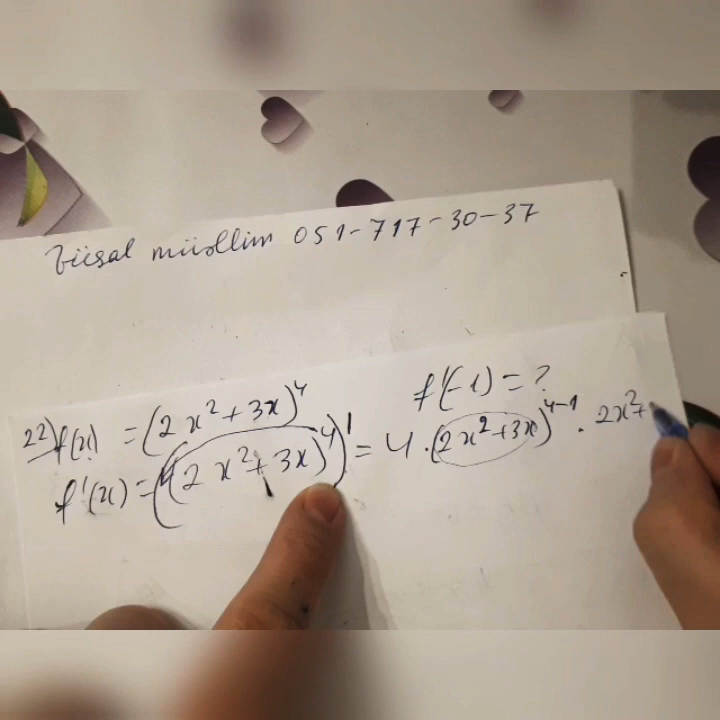 Vüsal müəllim 051-717-30-37
f'(-1) = ?
22) f(x) = (2x² + 3x)⁴
f'(x) = ((2x² + 3x)⁴)' = 4 · (2x² + 3x)⁴⁻¹ · 2x² +